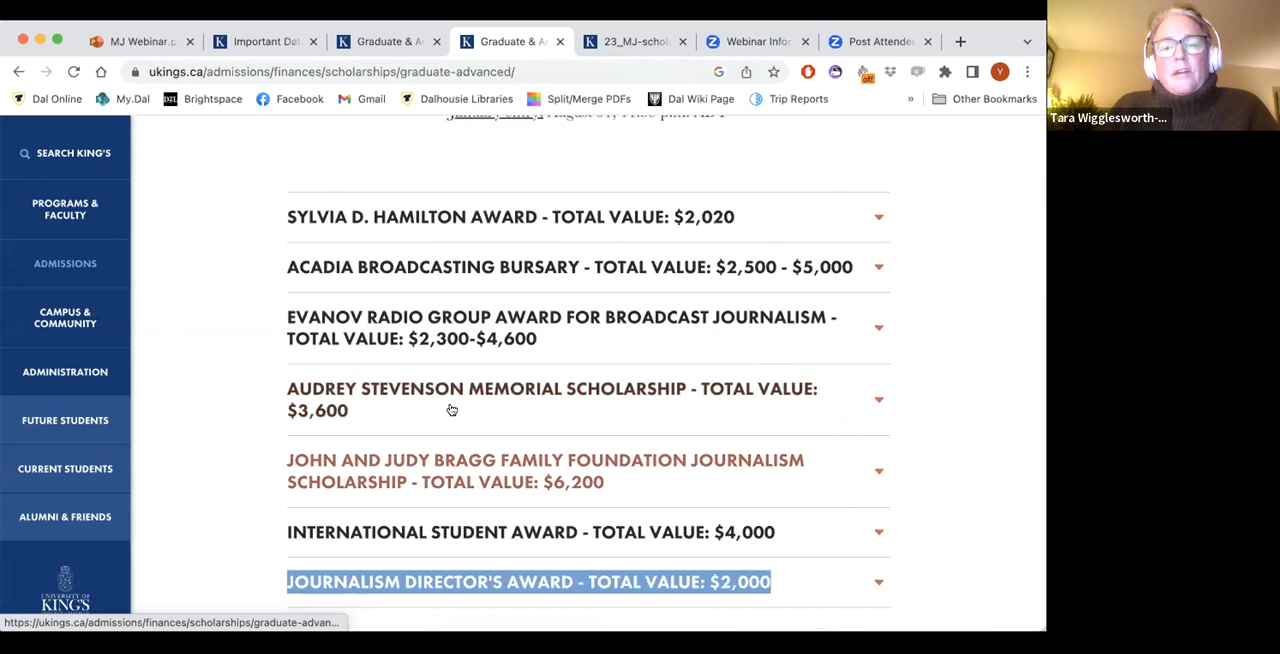 MJ Webinar.p
Important Dat
Graduate & A
Graduate & A
23_MJ-schol
Webinar Infor
Post Attende
ukings.ca/admissions/finances/scholarships/graduate-advanced/
off
Y
Dal Online
My.Dal
D2L
Brightspace
Facebook
Gmail
Dalhousie Libraries
Split/Merge PDFs
Dal Wiki Page
Trip Reports
»
Other Bookmarks
Tara Wigglesworth-...
SEARCH KING'S
PROGRAMS &
FACULTY
ADMISSIONS
CAMPUS &
COMMUNITY
ADMINISTRATION
FUTURE STUDENTS
CURRENT STUDENTS
ALUMNI & FRIENDS
UNIVERSITY OF
KING'S
SYLVIA D. HAMILTON AWARD - TOTAL VALUE: $2,020
ACADIA BROADCASTING BURSARY - TOTAL VALUE: $2,500 - $5,000
EVANOV RADIO GROUP AWARD FOR BROADCAST JOURNALISM -
TOTAL VALUE: $2,300-$4,600
AUDREY STEVENSON MEMORIAL SCHOLARSHIP - TOTAL VALUE:
$3,600
JOHN AND JUDY BRAGG FAMILY FOUNDATION JOURNALISM
SCHOLARSHIP - TOTAL VALUE: $6,200
INTERNATIONAL STUDENT AWARD - TOTAL VALUE: $4,000
JOURNALISM DIRECTOR'S AWARD - TOTAL VALUE: $2,000
https://ukings.ca/admissions/finances/scholarships/graduate-advan...